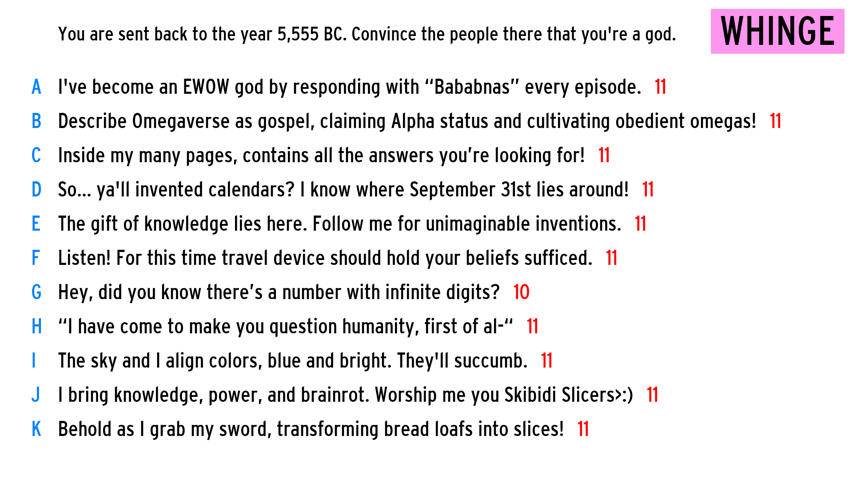 You are sent back to the year 5,555 BC. Convince the people there that you're a god.
WHINGE
A I've become an EWOW god by responding with “Bababnas” every episode. 11
B Describe Omegaverse as gospel, claiming Alpha status and cultivating obedient omegas! 11
C Inside my many pages, contains all the answers you’re looking for! 11
D So... ya'll invented calendars? I know where September 31st lies around! 11
E The gift of knowledge lies here. Follow me for unimaginable inventions. 11
F Listen! For this time travel device should hold your beliefs sufficed. 11
G Hey, did you know there’s a number with infinite digits? 10
H “I have come to make you question humanity, first of al-“ 11
I The sky and I align colors, blue and bright. They'll succumb. 11
J I bring knowledge, power, and brainrot. Worship me you Skibidi Slicers>:) 11
K Behold as I grab my sword, transforming bread loafs into slices! 11